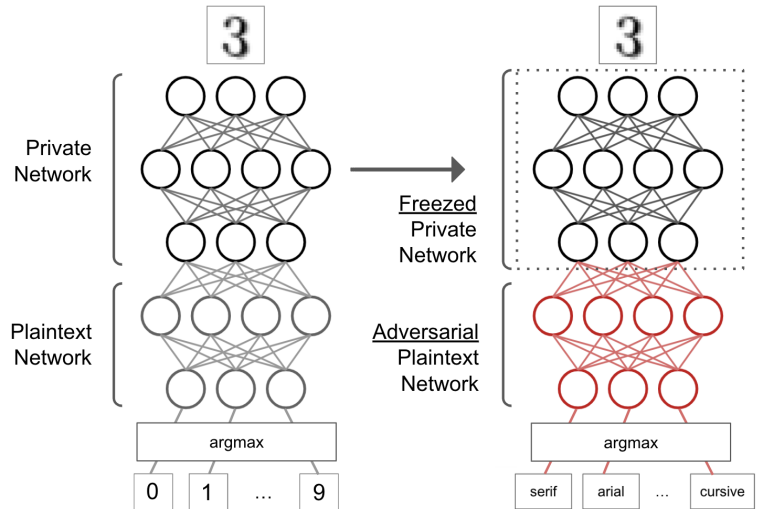 3
Private
Network
Plaintext
Network
argmax
0 1 ... 9
3
Freezed
Private
Network
Adversarial
Plaintext
Network
argmax
serif arial ... cursive